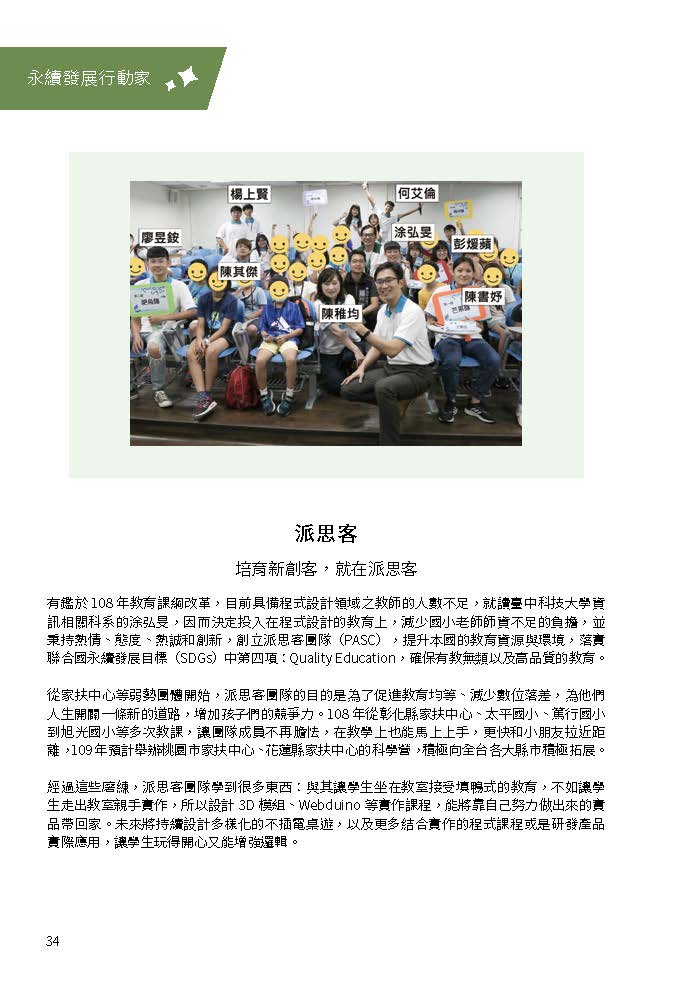 永續發展行動家
楊上賢
何艾倫
廖昱銨
涂弘旻
彭煖蘋
陳其傑
陳書妤
陳稚均
派思客
培育新創客，就在派思客
有鑑於 108 年教育課綱改革，目前具備程式設計領域之教師的人數不足，就讀臺中科技大學資
訊相關科系的涂弘旻，因而決定投入在程式設計的教育上，減少國小老師師資不足的負擔，並
秉持熱情、態度、熱誠和創新，創立派思客團隊（PASC），提升本國的教育資源與環境，落實
聯合國永續發展目標（SDGs）中第四項：Quality Education，確保有教無類以及高品質的教育。
從家扶中心等弱勢團體開始，派思客團隊的目的是為了促進教育均等、減少數位落差，為他們
人生開闢一條新的道路，增加孩子們的競爭力。108 年從彰化縣家扶中心、太平國小、篤行國小
到旭光國小等多次教課，讓團隊成員不再膽怯，在教學上也能馬上上手，更快和小朋友拉近距
離，109年預計舉辦桃園市家扶中心、花蓮縣家扶中心的科學營，積極向全台各大縣市積極拓展。
經過這些磨練，派思客團隊學到很多東西：與其讓學生坐在教室接受填鴨式的教育，不如讓學
生走出教室親手實作，所以設計 3D 模組、Webduino 等實作課程，能將靠自己努力做出來的實
品帶回家。未來將持續設計多樣化的不插電桌遊，以及更多結合實作的程式課程或是研發產品
實際應用，讓學生玩得開心又能增強邏輯。
34